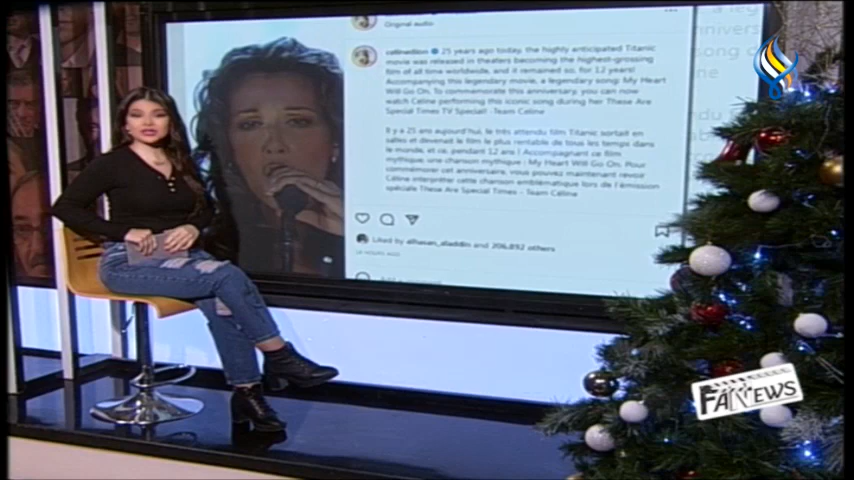 Original audio
celinedion 25 years ago today, the highly anticipated Titanic
movie was released in theaters becoming the highest-grossing
film of all time worldwide, and it remained so, for 12 years!
Accompanying this legendary movie, a legendary song: My Heart
Will Go On. To commemorate this anniversary, you can now
watch Celine performing this iconic song during her These Are
Special Times TV Special! -Team Celine
Il y a 25 ans aujourd'hui, le très attendu film Titanic sortait en
salles et devenait le film le plus rentable de tous les temps dans
le monde, et ce, pendant 12 ans ! Accompagnant ce film
mythique, une chanson mythique : My Heart Will Go On. Pour
commémorer cet anniversaire, vous pouvez maintenant revoir
Céline interpréter cette chanson emblématique lors de l'émission
spéciale These Are Special Times - Team Céline
Liked by alhasan_aladdin and 206,892 others
HOURS AGO
FAN NEWS